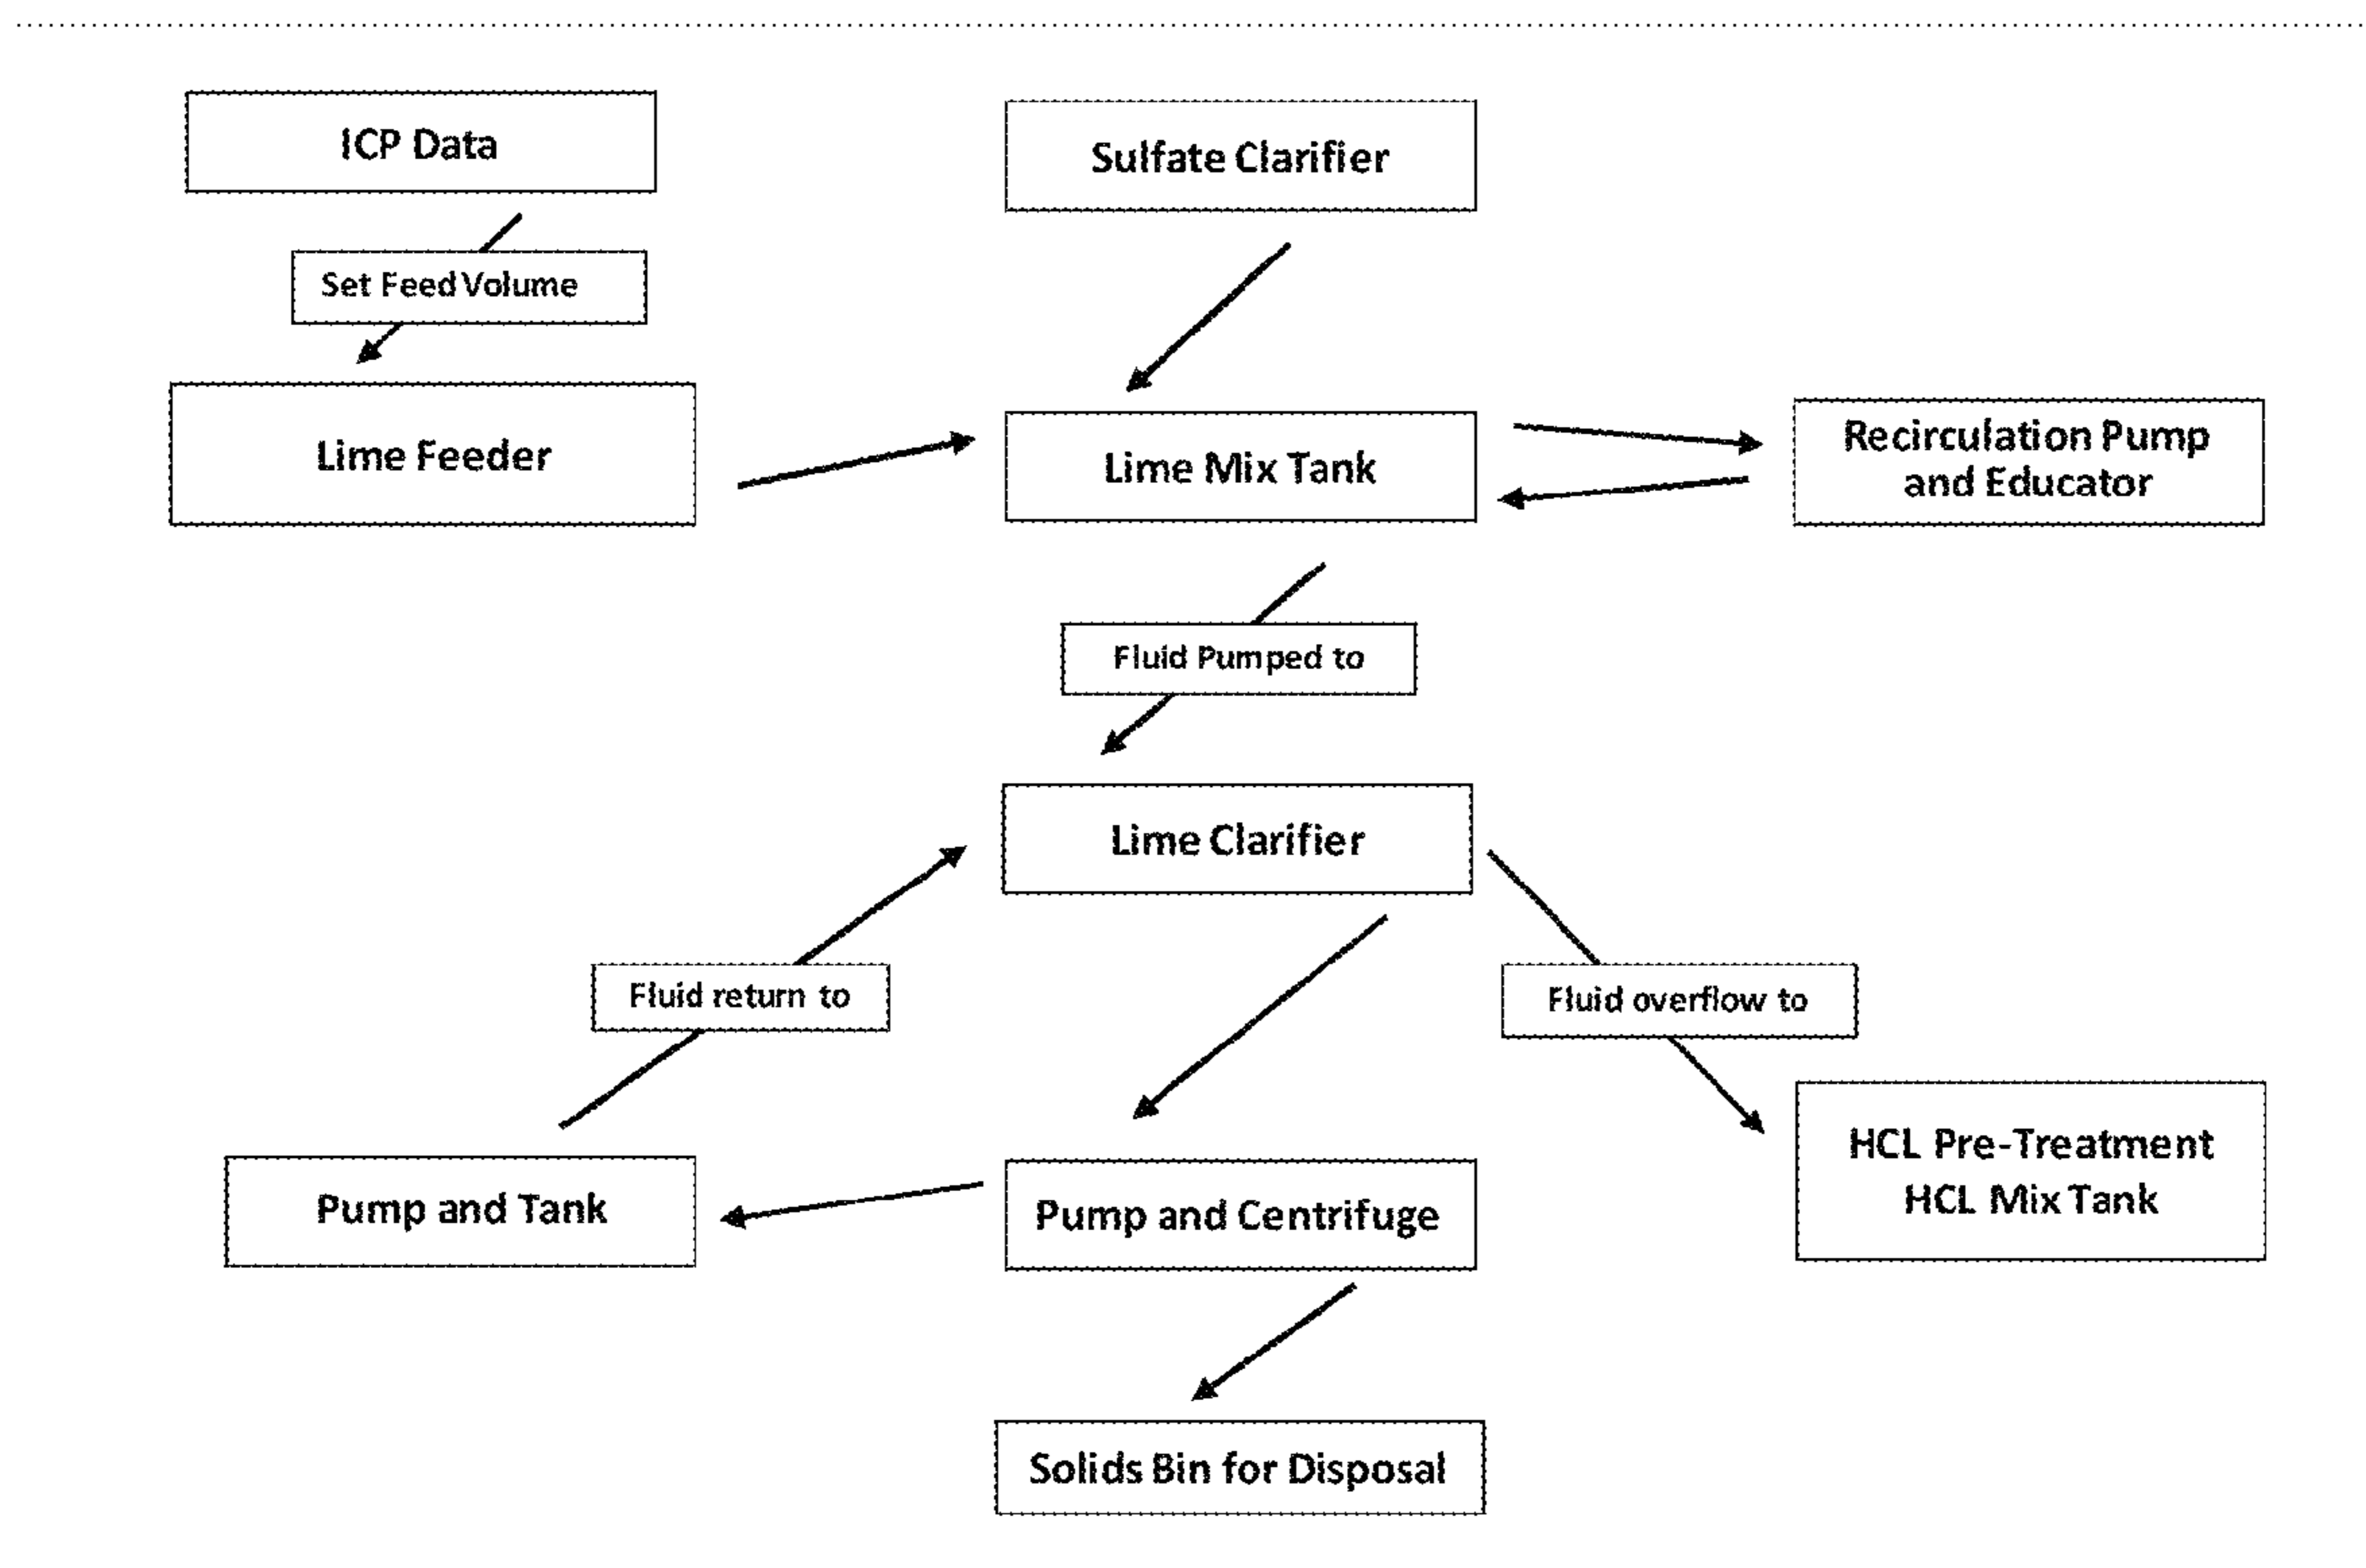 ICP Data
Sulfate Clarifier
Set Feed Volume
Lime Feeder
Lime Mix Tank
Recirculation Pump
and Educator
Fluid Pumped to
Lime Clarifier
Fluid return to
Fluid overflow to
Pump and Tank
Pump and Centrifuge
HCL Pre-Treatment
HCL Mix Tank
Solids Bin for Disposal